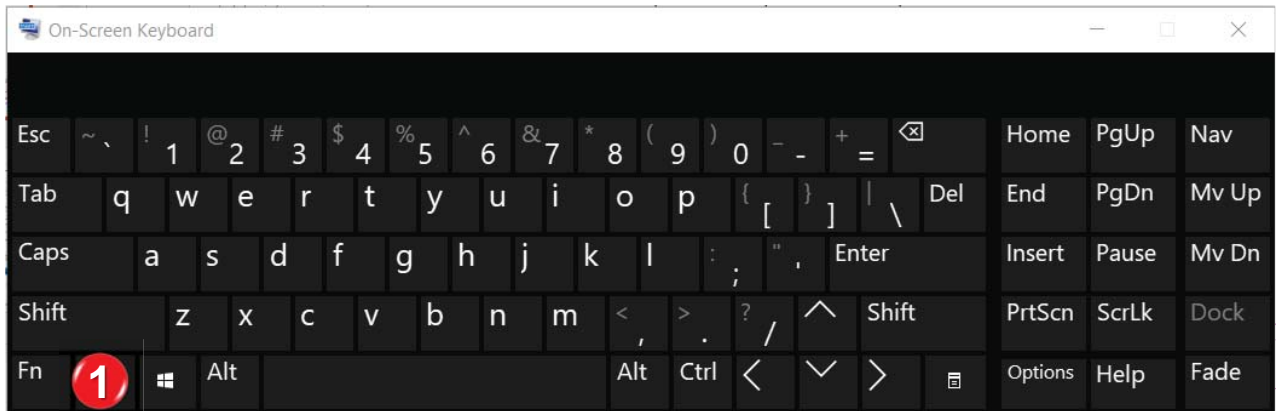 On-Screen Keyboard
Esc ~ ` ! 1 @ 2 # 3 $ 4 % 5 ^ 6 & 7 * 8 ( 9 ) 0 _ - + = Home PgUp Nav
Tab q w e r t y u i o p { [ } ] | \ Del End PgDn Mv Up
Caps a s d f g h j k l : ; " ' Enter Insert Pause Mv Dn
Shift z x c v b n m < , > . ? / Shift PrtScn ScrLk Dock
Fn 1 Alt Alt Ctrl Options Help Fade